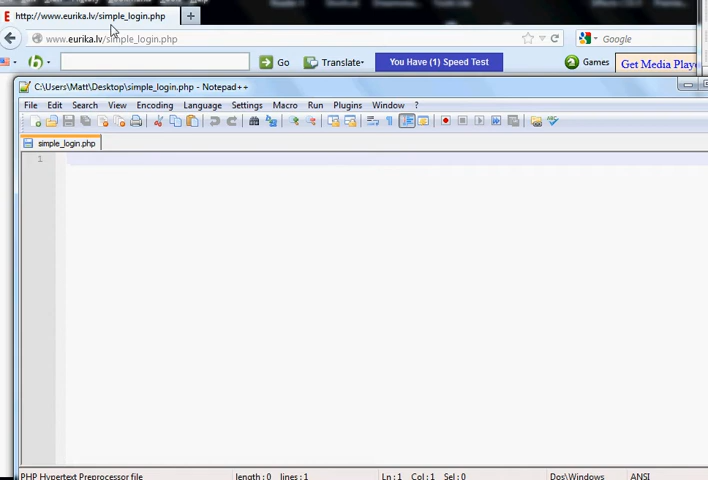 http://www.eurika.lv/simple_login.php
www.eurika.lv/simple_login.php
Google
Go
Translate
You Have (1) Speed Test
Games
Get Media Playe
C:\Users\Matt\Desktop\simple_login.php - Notepad++
File Edit Search View Encoding Language Settings Macro Run Plugins Window ?
simple_login.php
1
PHP Hypertext Preprocessor file length : 0 lines : 1 Ln : 1 Col : 1 Sel : 0 Dos\Windows ANSI